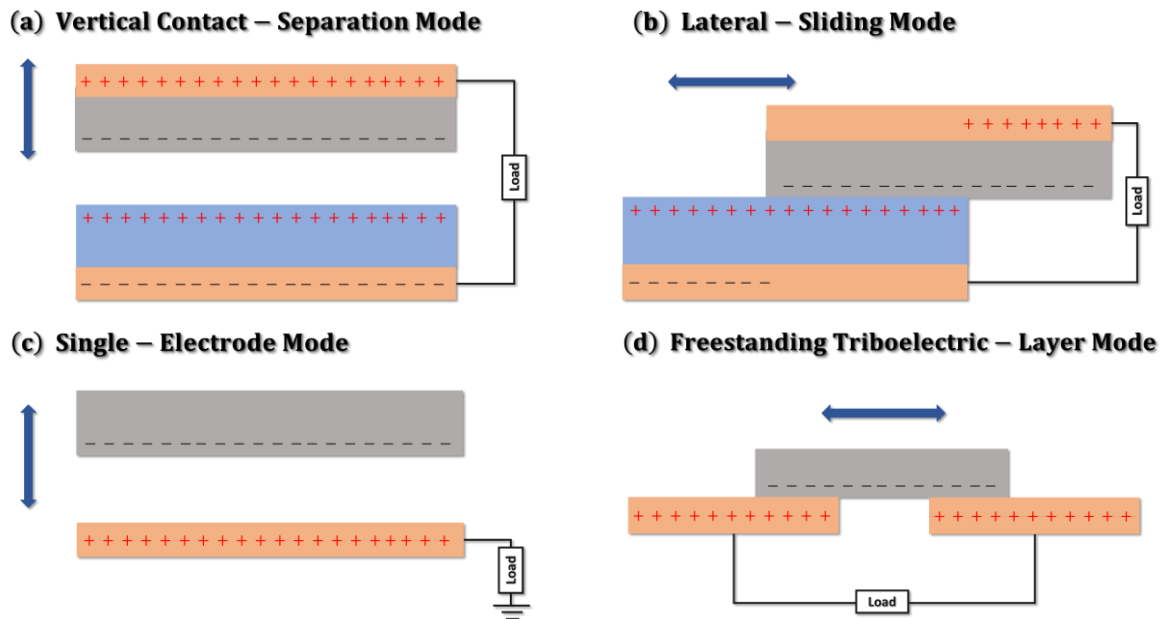 (a) Vertical Contact – Separation Mode
+ + + + + + + + + + + + + + + + + + + +
– – – – – – – – – – – – – – – – – – –
Load
+ + + + + + + + + + + + + + + + + + + +
– – – – – – – – – – – – – – – – – – –
(b) Lateral – Sliding Mode
+ + + + + + + +
– – – – – – – – – – – – – – – –
Load
+ + + + + + + + + + + + + + + + + +
– – – – – – – –
(c) Single – Electrode Mode
– – – – – – – – – – – – – – – – – – –
+ + + + + + + + + + + + + + + + + + + +
Load
(d) Freestanding Triboelectric – Layer Mode
– – – – – – – – – – – –
+ + + + + + + + + + +
+ + + + + + + + + + +
Load